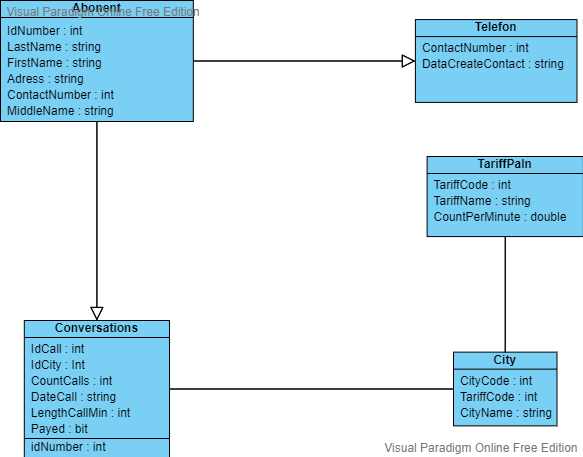 Visual Paradigm Online Free Edition
Abonent
IdNumber : int
LastName : string
FirstName : string
Adress : string
ContactNumber : int
MiddleName : string
Telefon
ContactNumber : int
DataCreateContact : string
TariffPaln
TariffCode : int
TariffName : string
CountPerMinute : double
Conversations
IdCall : int
IdCity : Int
CountCalls : int
DateCall : string
LengthCallMin : int
Payed : bit
idNumber : int
City
CityCode : int
TariffCode : int
CityName : string
Visual Paradigm Online Free Edition